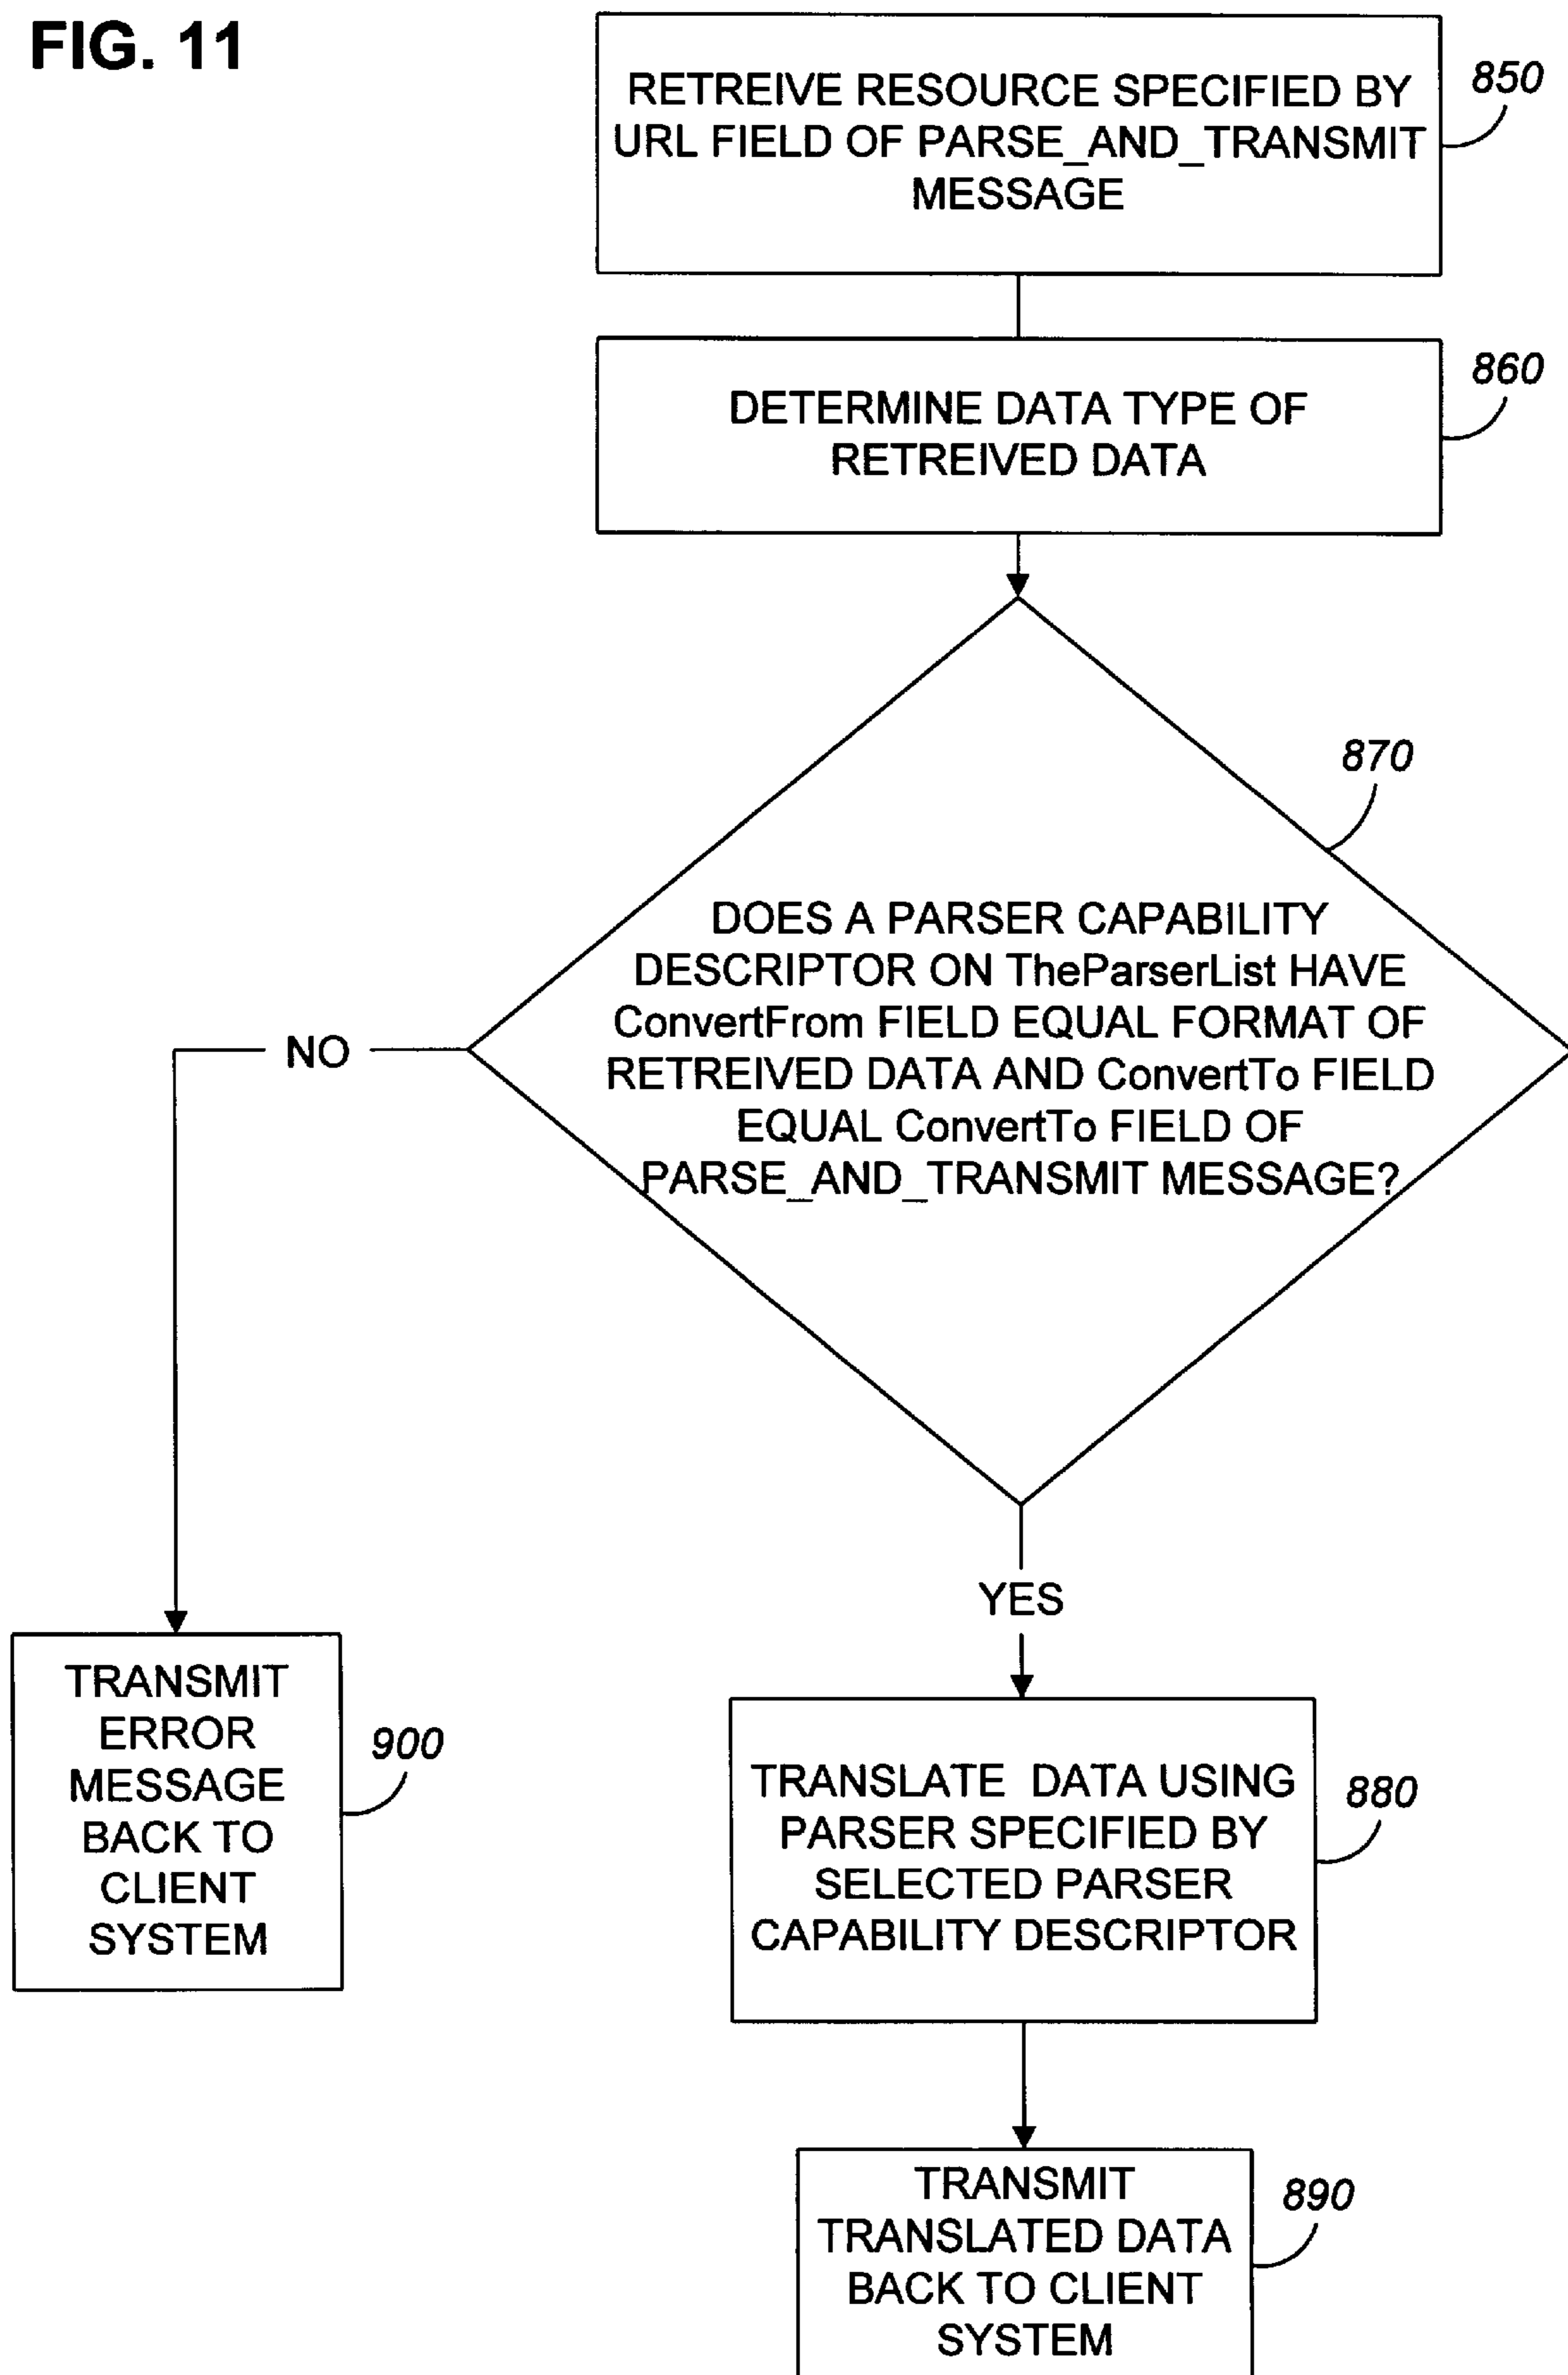 FIG. 11
RETREIVE RESOURCE SPECIFIED BY
URL FIELD OF PARSE_AND_TRANSMIT
MESSAGE
850
DETERMINE DATA TYPE OF
RETREIVED DATA
860
870
DOES A PARSER CAPABILITY
DESCRIPTOR ON TheParserList HAVE
ConvertFrom FIELD EQUAL FORMAT OF
RETREIVED DATA AND ConvertTo FIELD
EQUAL ConvertTo FIELD OF
PARSE_AND_TRANSMIT MESSAGE?
NO
YES
TRANSMIT
ERROR
MESSAGE
BACK TO
CLIENT
SYSTEM
900
TRANSLATE DATA USING
PARSER SPECIFIED BY
SELECTED PARSER
CAPABILITY DESCRIPTOR
880
TRANSMIT
TRANSLATED DATA
BACK TO CLIENT
SYSTEM
890